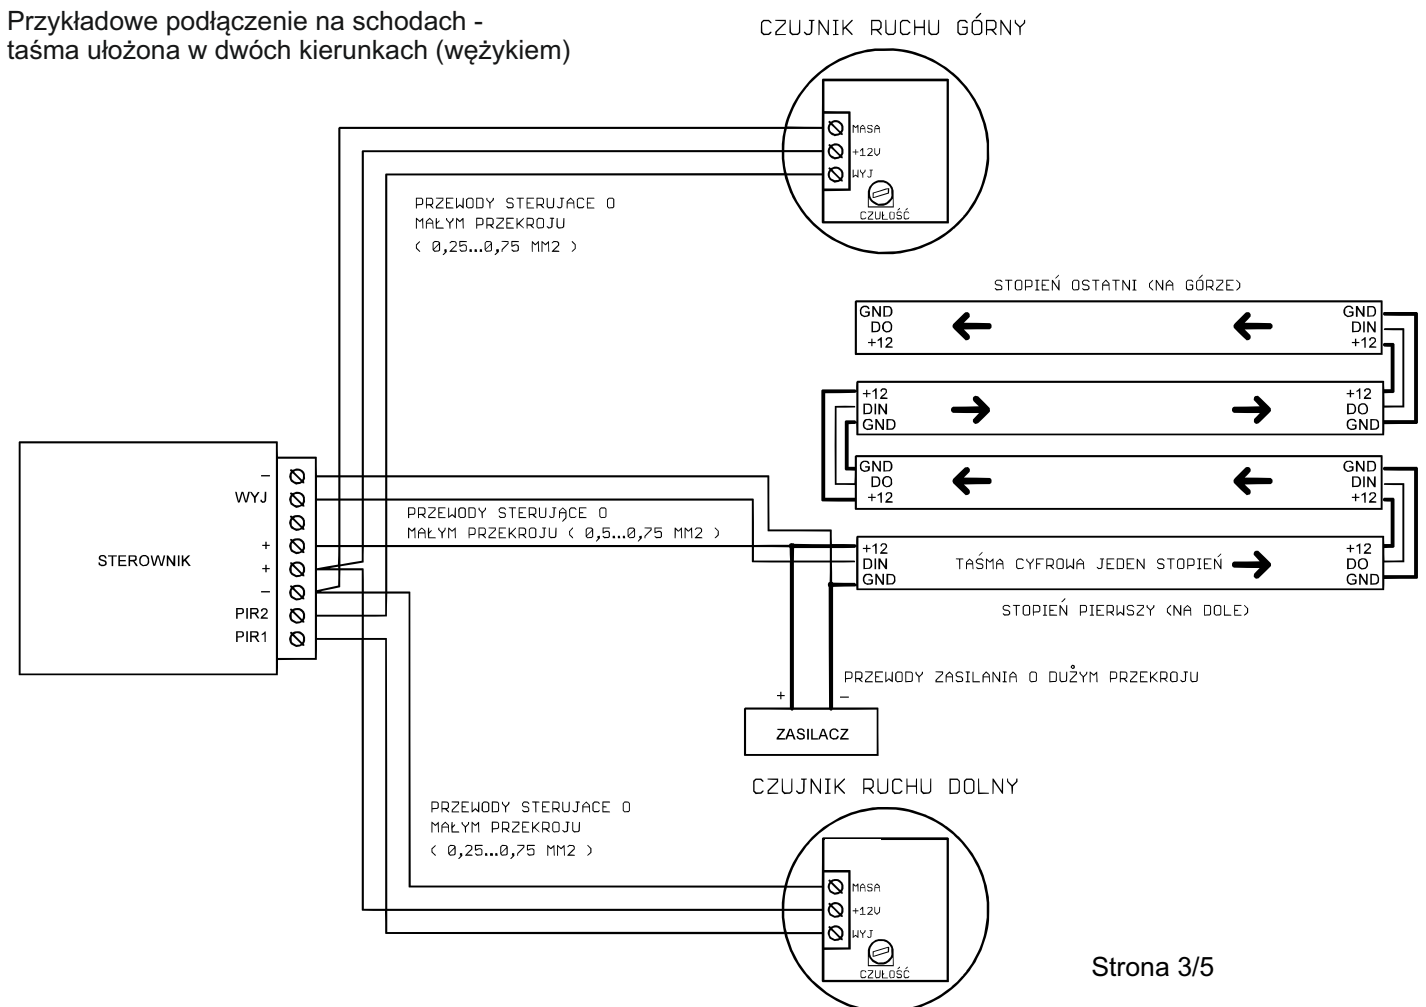 Przykładowe podłączenie na schodach -
taśma ułożona w dwóch kierunkach (wężykiem)
CZUJNIK RUCHU GÓRNY
MASA
+12V
WYJ
CZUŁOŚĆ
PRZEWODY STERUJACE O
MAŁYM PRZEKROJU
( 0,25...0,75 MM2 )
STOPIEŃ OSTATNI (NA GÓRZE)
GND
DO
+12
GND
DIN
+12
+12
DIN
GND
+12
DO
GND
GND
DO
+12
GND
DIN
+12
STEROWNIK
–
WYJ
+
+
–
PIR2
PIR1
PRZEWODY STERUJĄCE O
MAŁYM PRZEKROJU ( 0,5...0,75 MM2 )
+12
DIN
GND
TAŚMA CYFROWA JEDEN STOPIEŃ
+12
DO
GND
STOPIEŃ PIERWSZY (NA DOLE)
PRZEWODY ZASILANIA O DUŻYM PRZEKROJU
+
–
ZASILACZ
CZUJNIK RUCHU DOLNY
PRZEWODY STERUJACE O
MAŁYM PRZEKROJU
( 0,25...0,75 MM2 )
MASA
+12V
WYJ
CZUŁOŚĆ
Strona 3/5